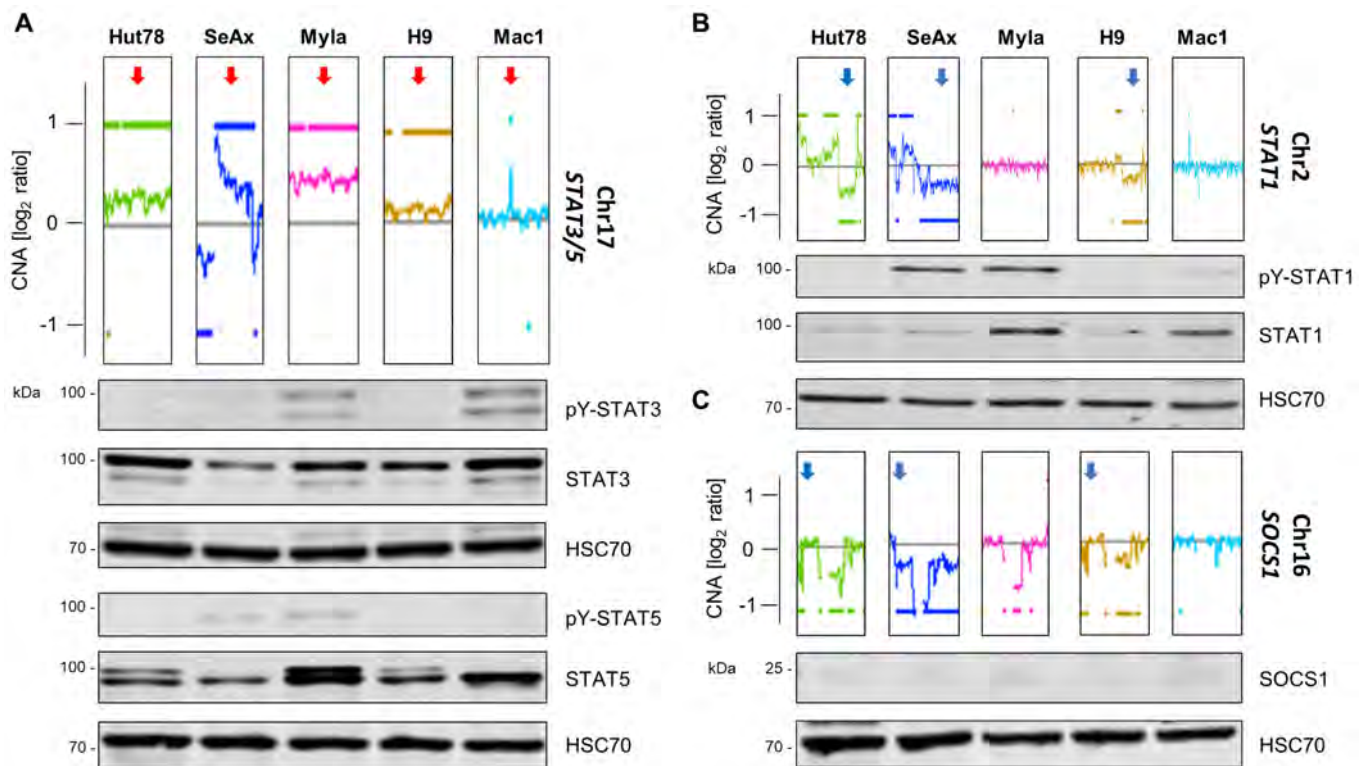 A
Hut78 SeAx Myla H9 Mac1
CNA [log2 ratio]
1
0
-1
Chr17
STAT3/5
kDa 100 - pY-STAT3
100 - STAT3
70 - HSC70
100 - pY-STAT5
100 - STAT5
70 - HSC70
B
Hut78 SeAx Myla H9 Mac1
CNA [log2 ratio]
1
0
-1
Chr2
STAT1
kDa 100 - pY-STAT1
100 - STAT1
70 - HSC70
C
CNA [log2 ratio]
1
0
-1
Chr16
SOCS1
kDa 25 - SOCS1
70 - HSC70